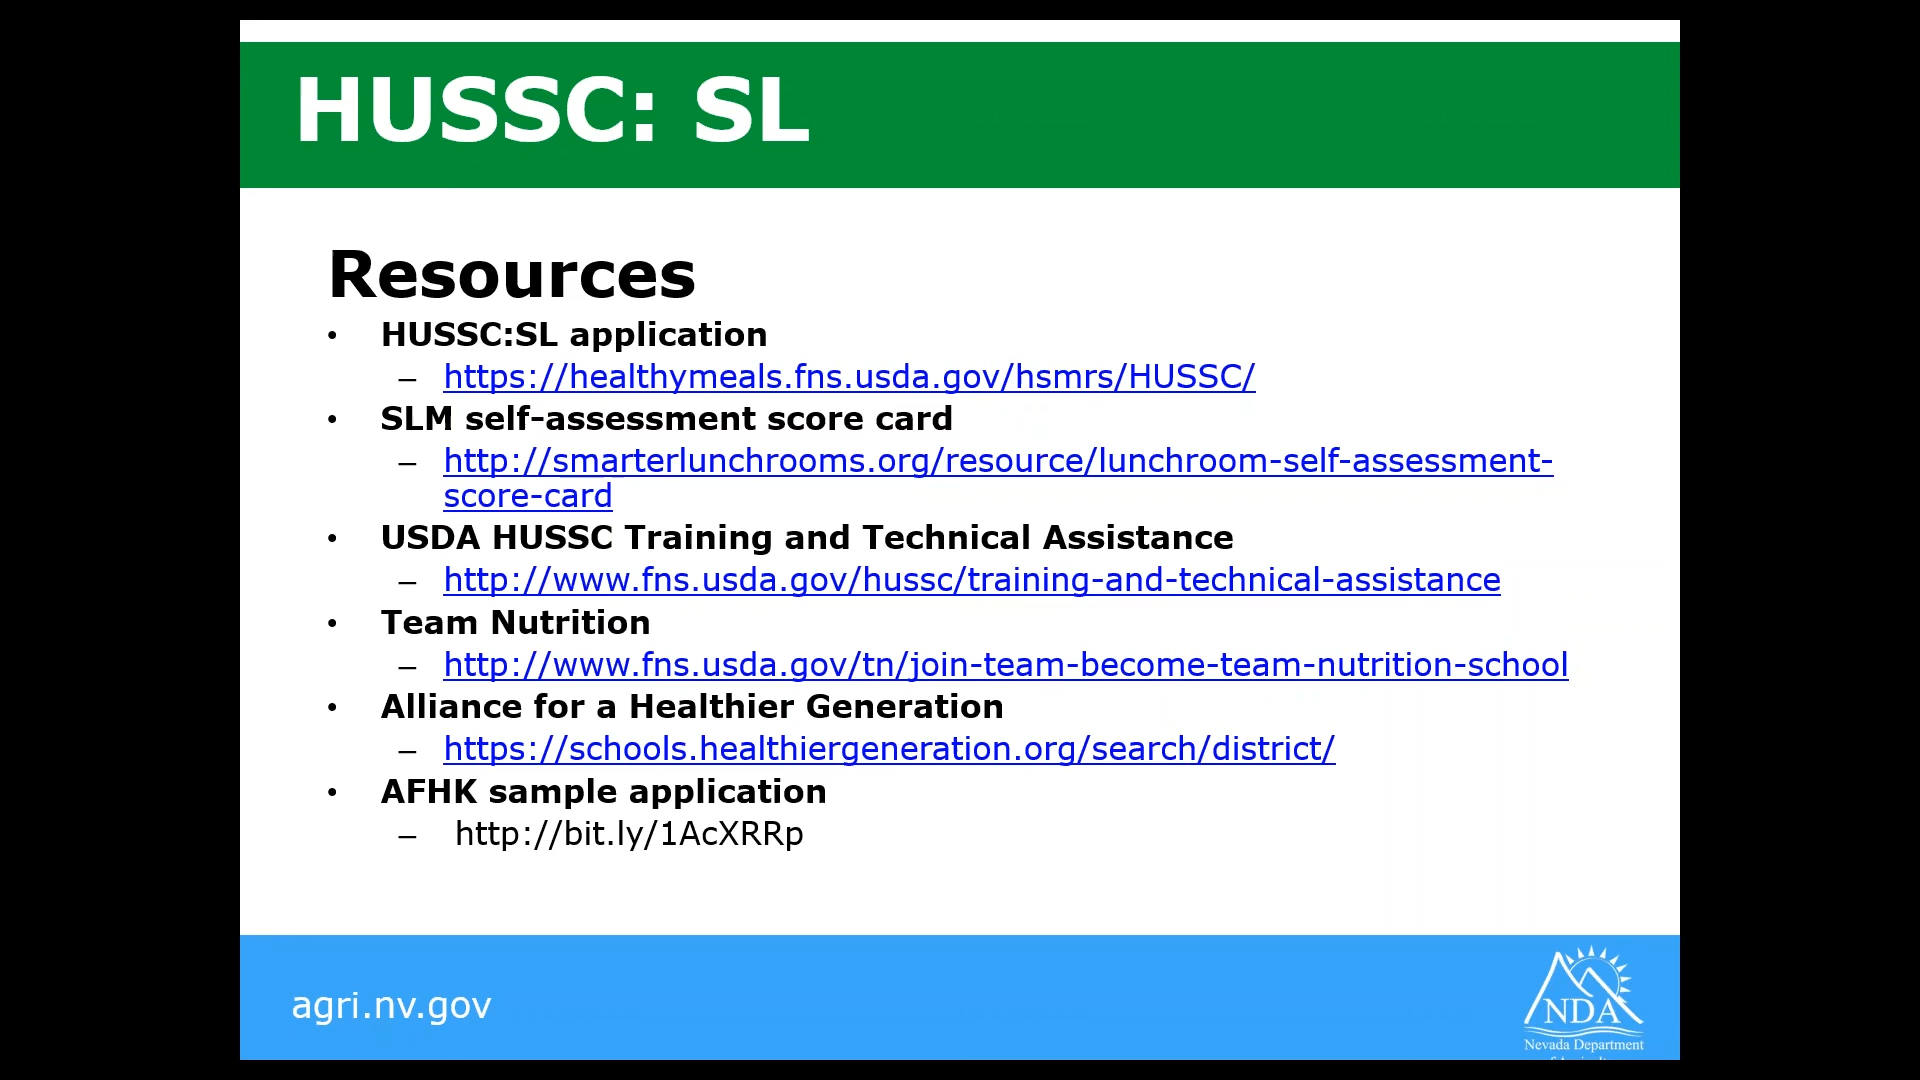 HUSSC: SL
Resources
• HUSSC:SL application
– https://healthymeals.fns.usda.gov/hsmrs/HUSSC/
• SLM self-assessment score card
– http://smarterlunchrooms.org/resource/lunchroom-self-assessment-
score-card
• USDA HUSSC Training and Technical Assistance
– http://www.fns.usda.gov/hussc/training-and-technical-assistance
• Team Nutrition
– http://www.fns.usda.gov/tn/join-team-become-team-nutrition-school
• Alliance for a Healthier Generation
– https://schools.healthiergeneration.org/search/district/
• AFHK sample application
– http://bit.ly/1AcXRRp
agri.nv.gov
NDA
Nevada Department